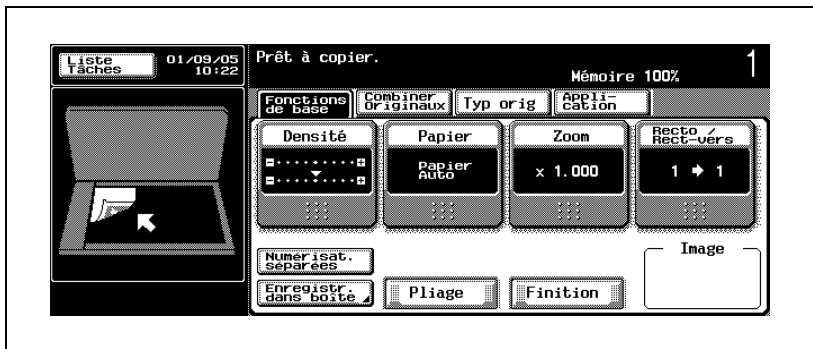 Liste
Tâches
01/09/05
10:22
Prêt à copier.
Mémoire 100%
1
Fonctions
de base
Combiner
Originaux
Typ orig
Appli-
cation
Densité
Papier
Zoom
Recto /
Rect-vers
Papier
Auto
x 1.000
1 ➔ 1
Numérisat.
séparées
Enregistr.
dans boîte
Pliage
Finition
Image